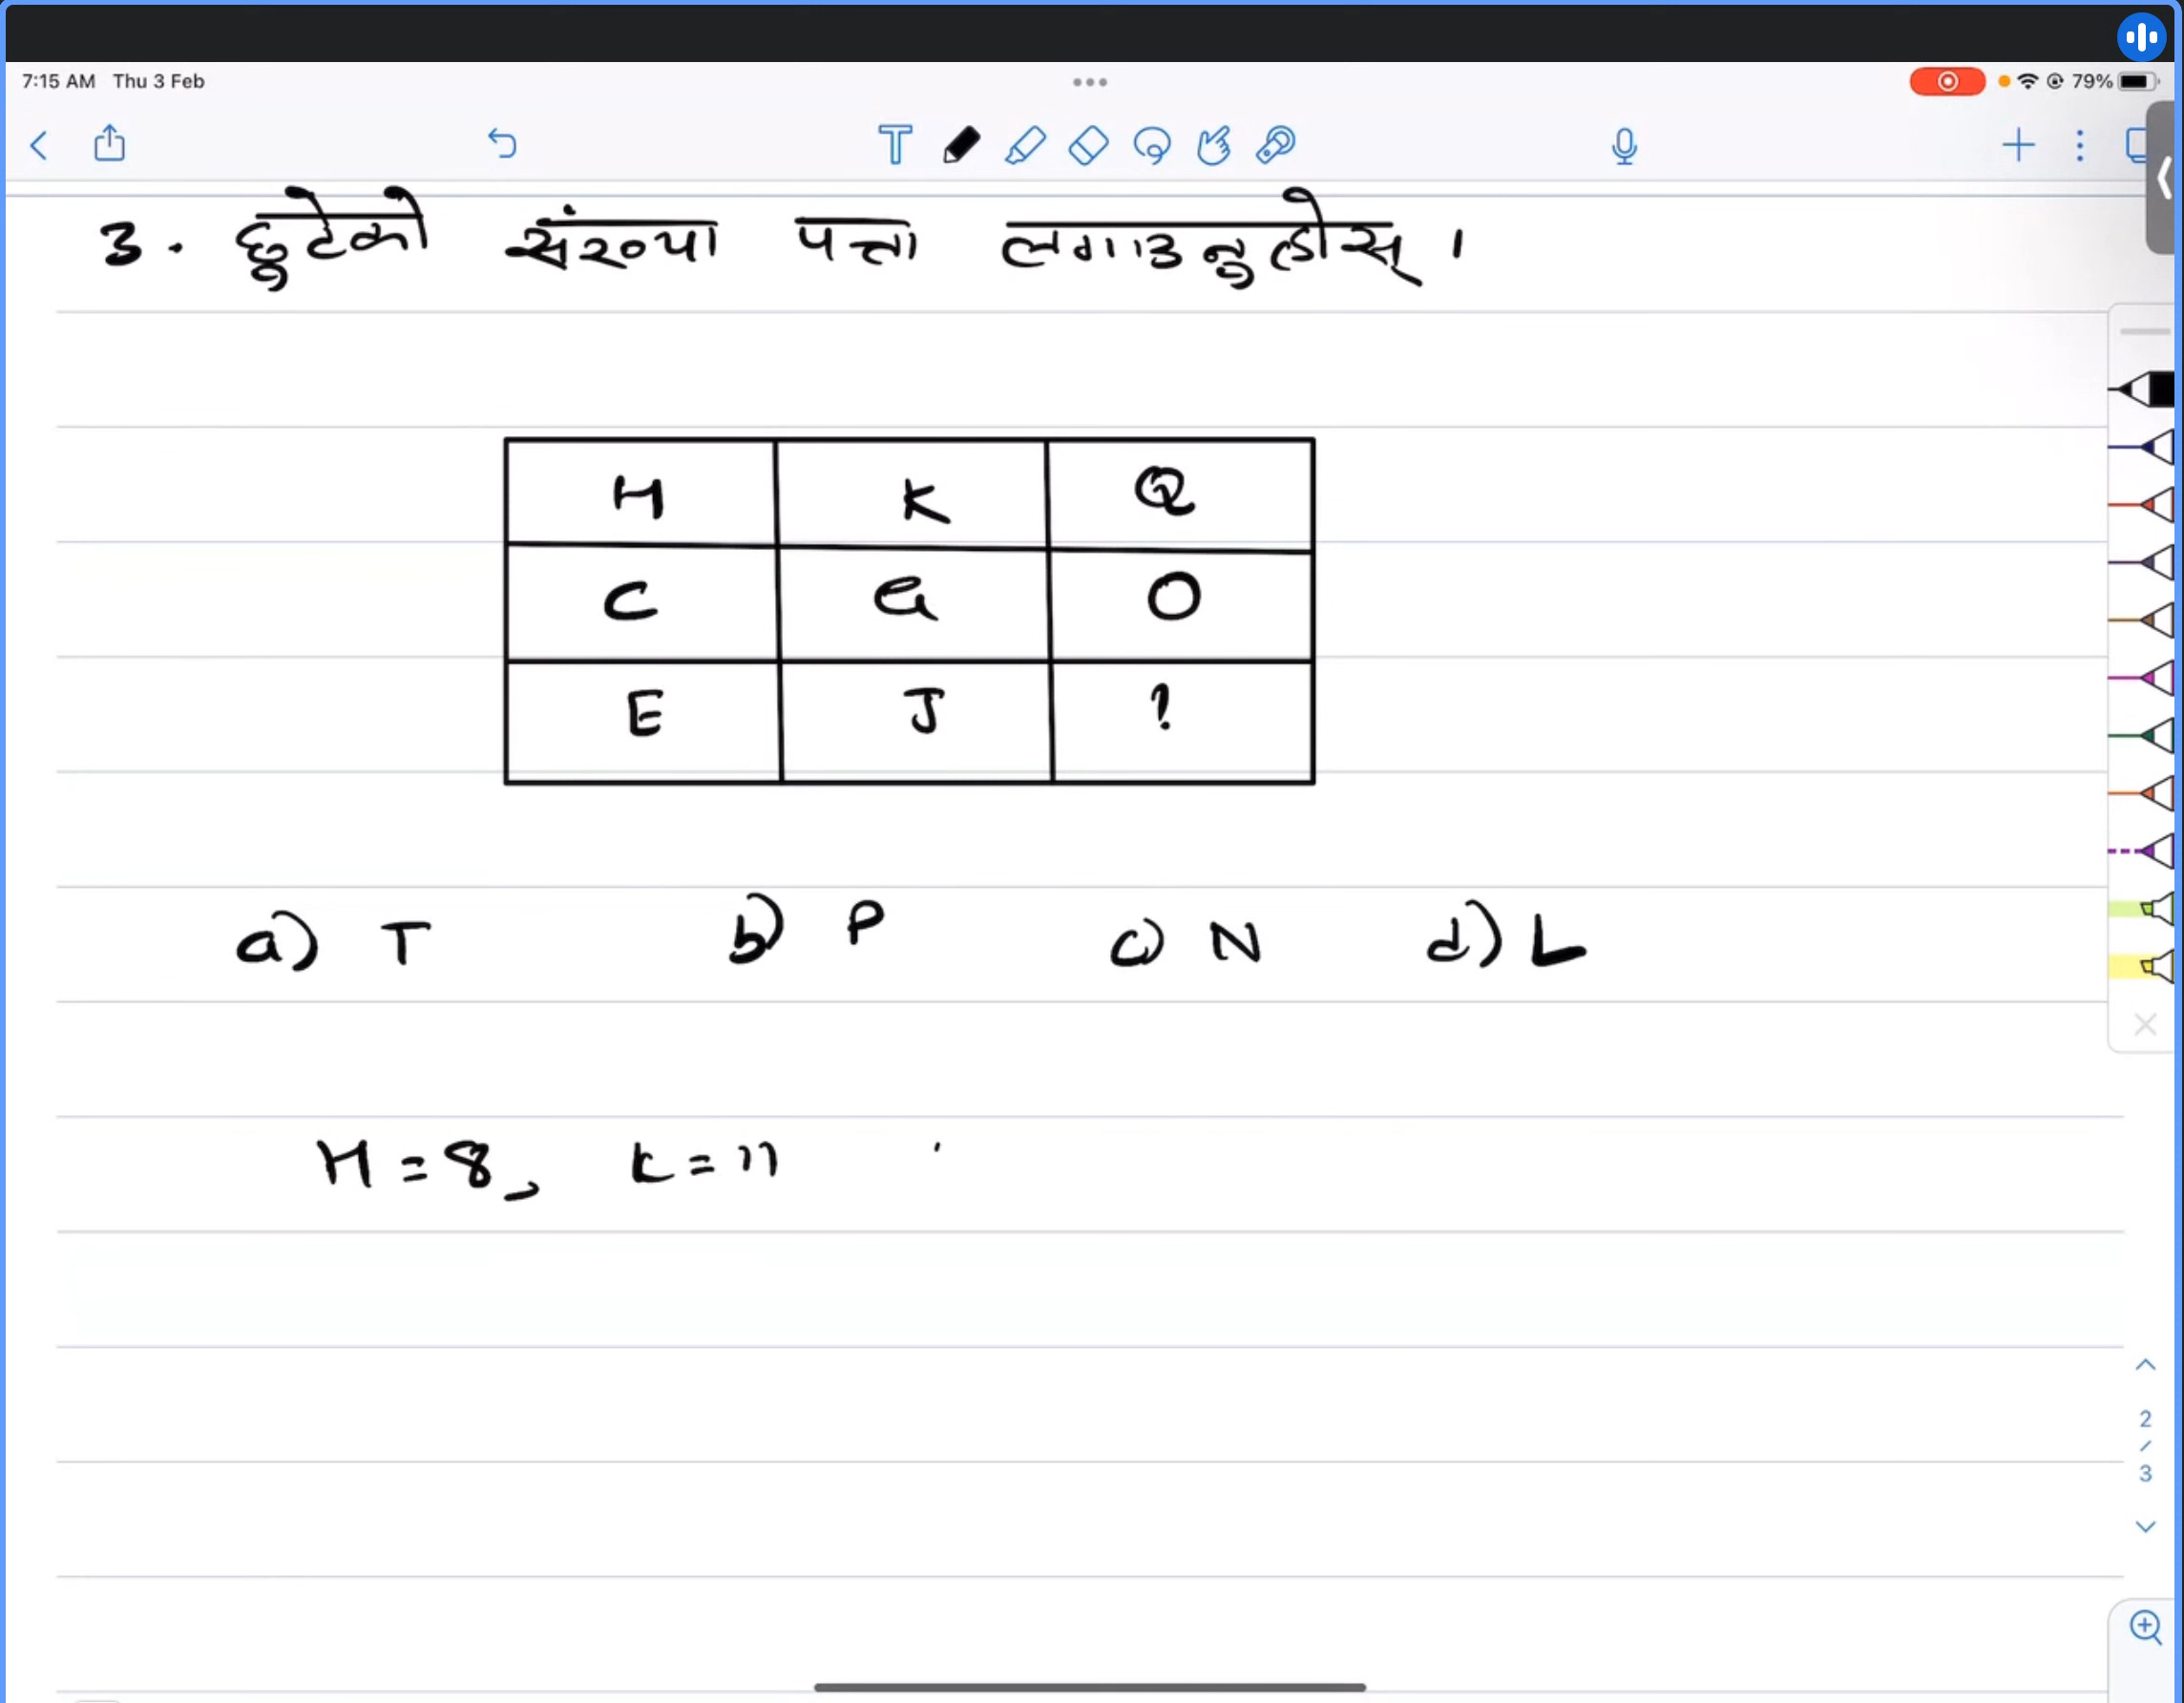 7:15 AM Thu 3 Feb
79%
3. छुटेको संख्या पत्ता लगाउनुहोस् ।
H K Q
C G O
E J ?
a) T b) P c) N d) L
H = 8, K = 11
2
/
3